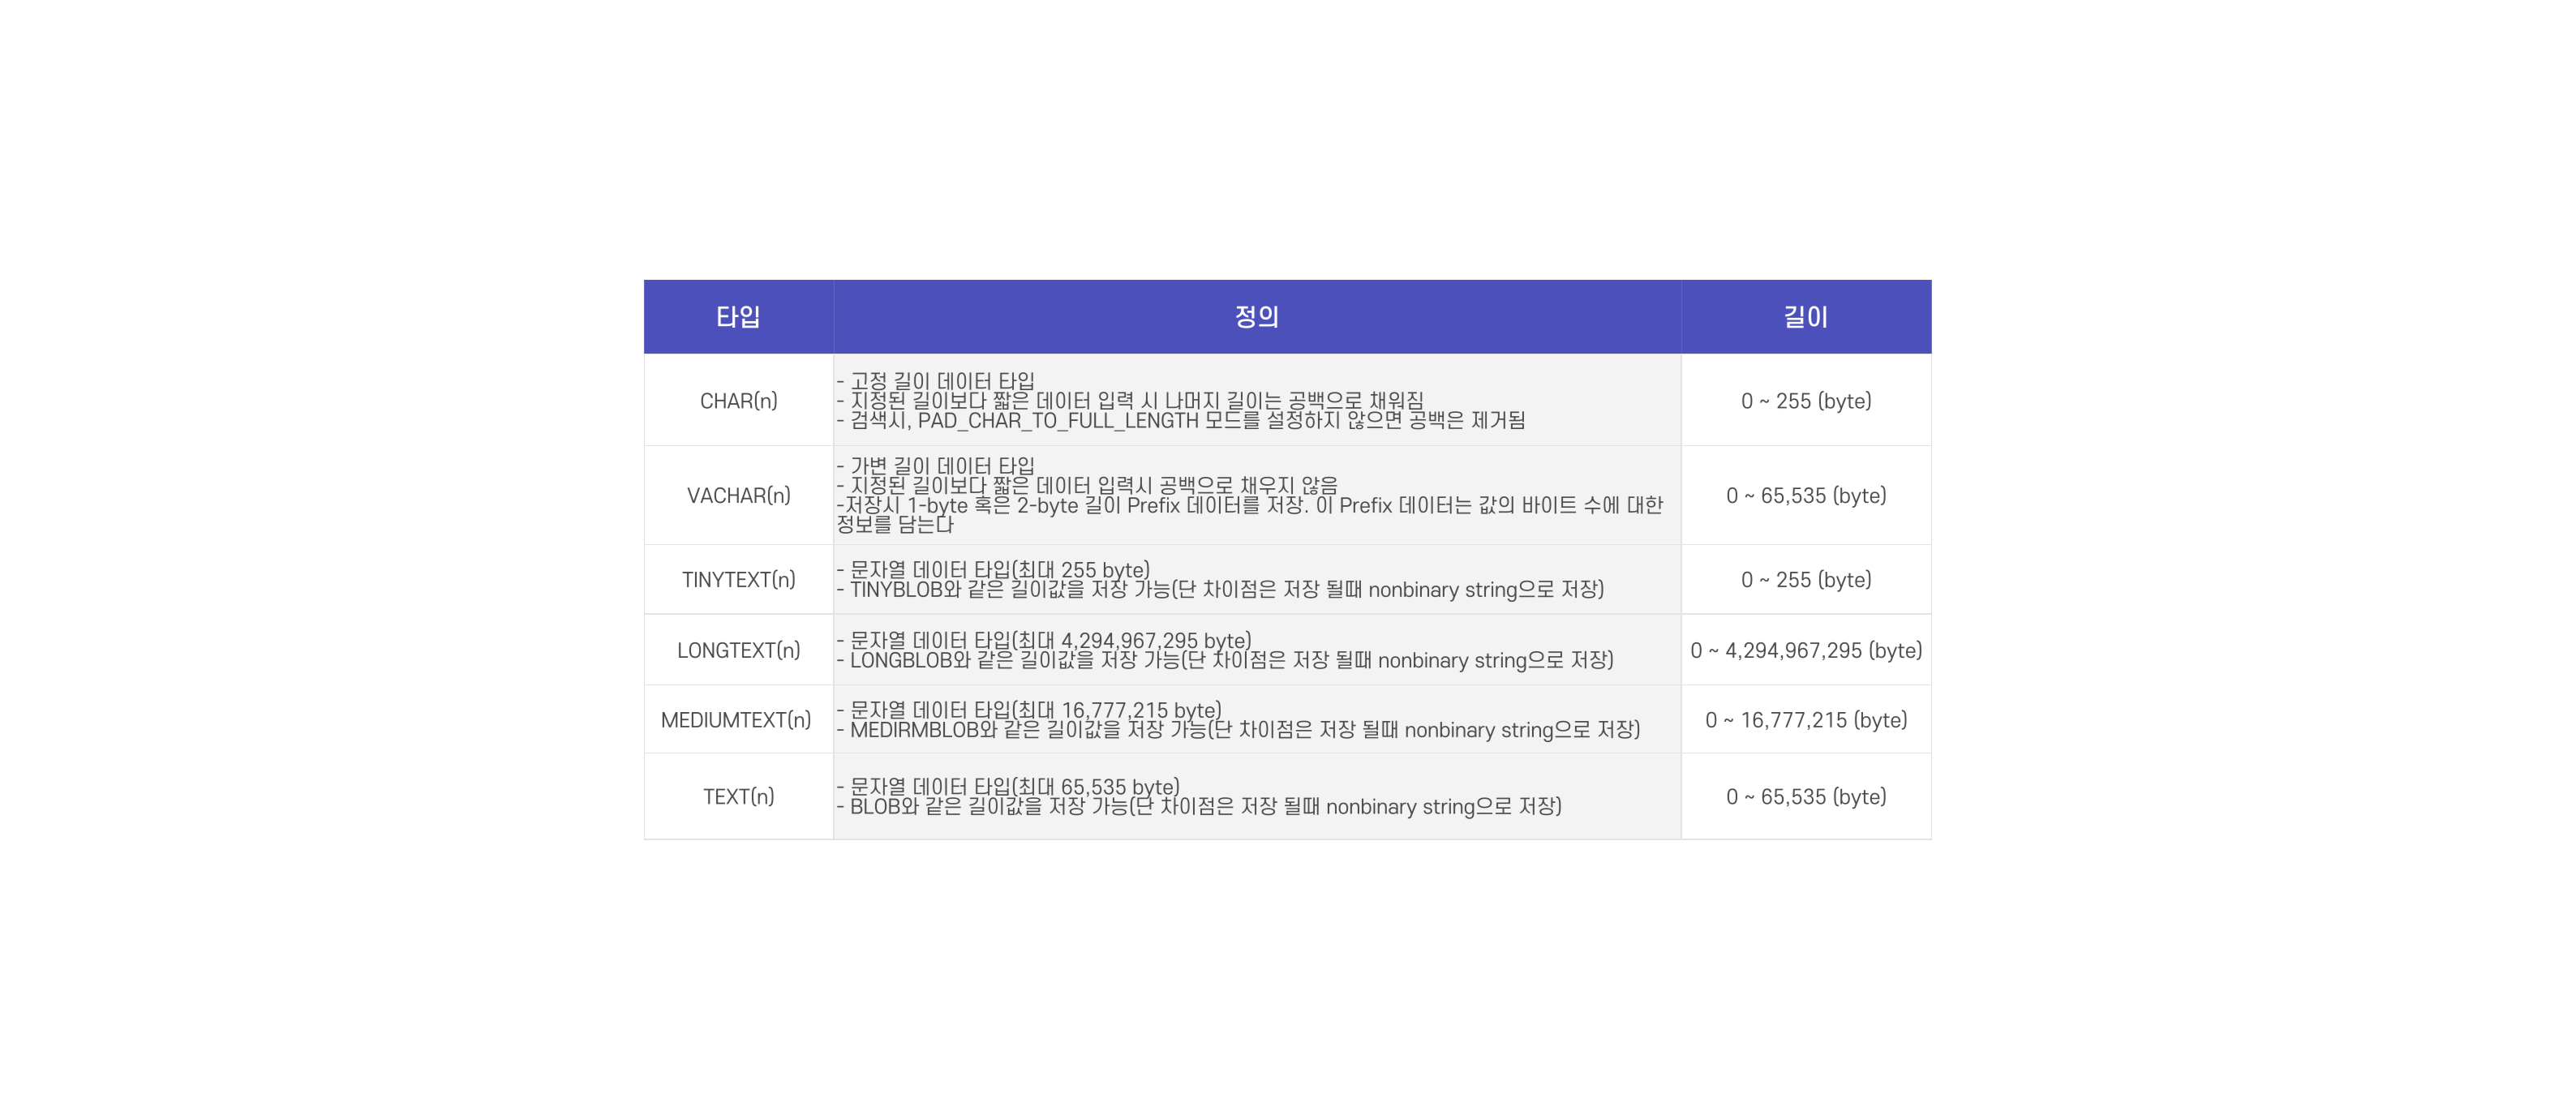 타입 정의 길이
CHAR(n)
- 고정 길이 데이터 타입
- 지정된 길이보다 짧은 데이터 입력 시 나머지 길이는 공백으로 채워짐
- 검색시, PAD_CHAR_TO_FULL_LENGTH 모드를 설정하지 않으면 공백은 제거됨
0 ~ 255 (byte)
VACHAR(n)
- 가변 길이 데이터 타입
- 지정된 길이보다 짧은 데이터 입력시 공백으로 채우지 않음
-저장시 1-byte 혹은 2-byte 길이 Prefix 데이터를 저장. 이 Prefix 데이터는 값의 바이트 수에 대한
정보를 담는다
0 ~ 65,535 (byte)
TINYTEXT(n)
- 문자열 데이터 타입(최대 255 byte)
- TINYBLOB와 같은 길이값을 저장 가능(단 차이점은 저장 될때 nonbinary string으로 저장)
0 ~ 255 (byte)
LONGTEXT(n)
- 문자열 데이터 타입(최대 4,294,967,295 byte)
- LONGBLOB와 같은 길이값을 저장 가능(단 차이점은 저장 될때 nonbinary string으로 저장)
0 ~ 4,294,967,295 (byte)
MEDIUMTEXT(n)
- 문자열 데이터 타입(최대 16,777,215 byte)
- MEDIRMBLOB와 같은 길이값을 저장 가능(단 차이점은 저장 될때 nonbinary string으로 저장)
0 ~ 16,777,215 (byte)
TEXT(n)
- 문자열 데이터 타입(최대 65,535 byte)
- BLOB와 같은 길이값을 저장 가능(단 차이점은 저장 될때 nonbinary string으로 저장)
0 ~ 65,535 (byte)